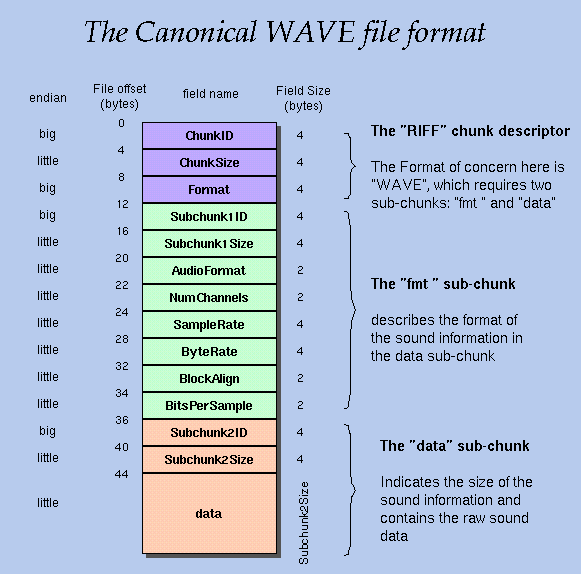 The Canonical WAVE file format
endian
File offset
(bytes)
field name
Field Size
(bytes)
0
big
ChunkID
4
4
little
ChunkSize
4
8
big
Format
4
12
big
Subchunk1ID
4
16
little
Subchunk1Size
4
20
little
AudioFormat
2
22
little
NumChannels
2
24
little
SampleRate
4
28
little
ByteRate
4
32
little
BlockAlign
2
34
little
BitsPerSample
2
36
big
Subchunk2ID
4
40
little
Subchunk2Size
4
44
little
data
Subchunk2Size
The "RIFF" chunk descriptor
The Format of concern here is
"WAVE", which requires two
sub-chunks: "fmt " and "data"
The "fmt " sub-chunk
describes the format of
the sound information in
the data sub-chunk
The "data" sub-chunk
Indicates the size of the
sound information and
contains the raw sound
data